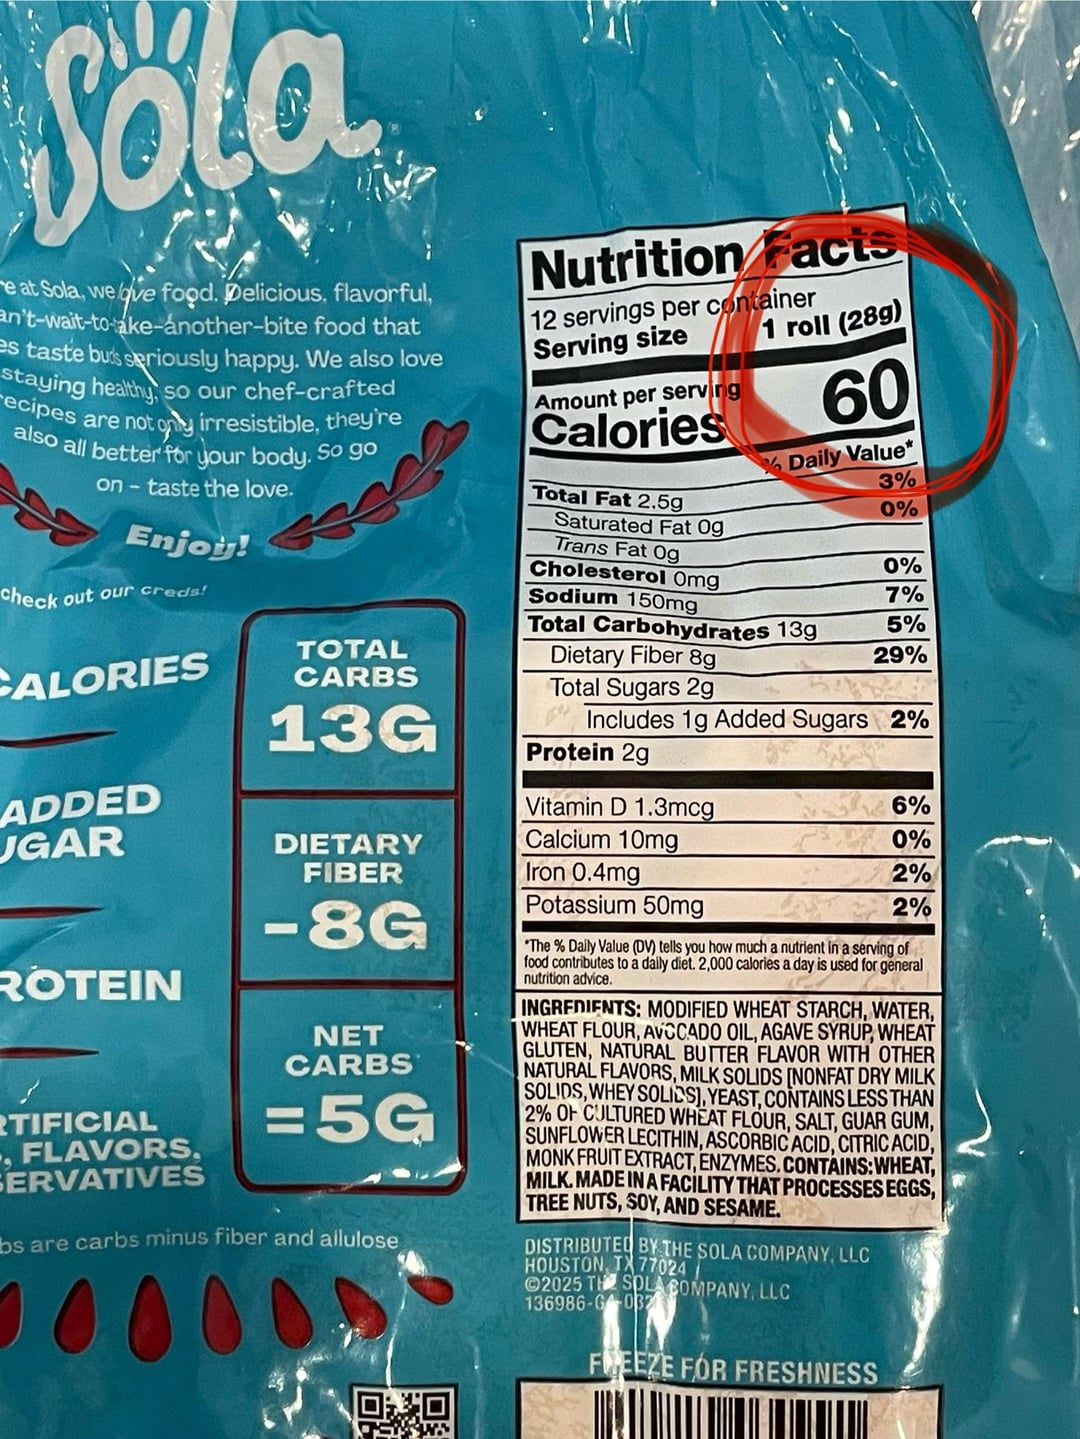 sola
®
at Sola, we love food. Delicious, flavorful,
can't-wait-to-take-another-bite food that
taste buds seriously happy. We also love
staying healthy, so our chef-crafted
recipes are not only irresistible, they're
also all better for your body. So go
on – taste the love.
Enjoy!
check out our creds!
CALORIES
ADDED
PROTEIN
, FLAVORS,
TOTAL
CARBS
13G
DIETARY
FIBER
-8G
NET
CARBS
=5G
are carbs minus fiber and allulose
Nutrition Facts
12 servings per container
Serving size 1 roll (28g)
Amount per serving
Calories 60
% Daily Value*
Total Fat 2.5g 3%
Saturated Fat 0g 0%
Trans Fat 0g
Cholesterol 0mg 0%
Sodium 150mg 7%
Total Carbohydrates 13g 5%
Dietary Fiber 8g 29%
Total Sugars 2g
Includes 1g Added Sugars 2%
Protein 2g
Vitamin D 1.3mcg 6%
Calcium 10mg 0%
Iron 0.4mg 2%
Potassium 50mg 2%
*The % Daily Value (DV) tells you how much a nutrient in a serving of
food contributes to a daily diet. 2,000 calories a day is used for general
nutrition advice.
INGREDIENTS: MODIFIED WHEAT STARCH, WATER,
WHEAT FLOUR, AVOCADO OIL, AGAVE SYRUP, WHEAT
GLUTEN, NATURAL BUTTER FLAVOR WITH OTHER
NATURAL FLAVORS, MILK SOLIDS [NONFAT DRY MILK
SOLIDS, WHEY SOLIDS], YEAST, CONTAINS LESS THAN
2% OF CULTURED WHEAT FLOUR, SALT, GUAR GUM,
SUNFLOWER LECITHIN, ASCORBIC ACID, CITRIC ACID,
MONK FRUIT EXTRACT, ENZYMES. CONTAINS: WHEAT,
MILK. MADE IN A FACILITY THAT PROCESSES EGGS,
TREE NUTS, SOY, AND SESAME.
DISTRIBUTED BY THE SOLA COMPANY, LLC
HOUSTON, TX 77024
©2025 THE SOLA COMPANY, LLC
FREEZE FOR FRESHNESS